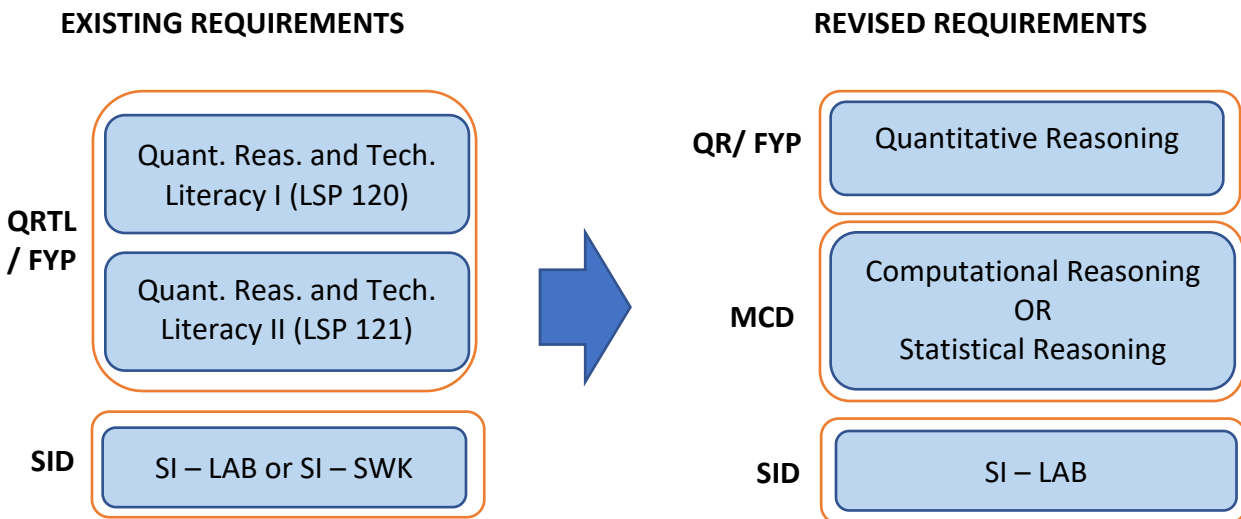 EXISTING REQUIREMENTS
QRTL
/ FYP
Quant. Reas. and Tech.
Literacy I (LSP 120)
Quant. Reas. and Tech.
Literacy II (LSP 121)
SID
SI – LAB or SI – SWK
REVISED REQUIREMENTS
QR/ FYP
Quantitative Reasoning
MCD
Computational Reasoning
OR
Statistical Reasoning
SID
SI – LAB